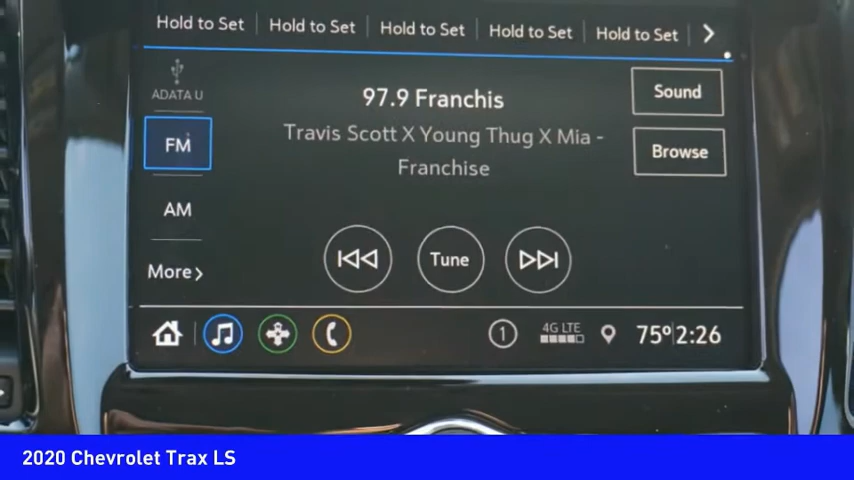 Hold to Set Hold to Set Hold to Set Hold to Set Hold to Set
ADATA U
97.9 Franchis
Sound
FM
Travis Scott X Young Thug X Mia -
Franchise
Browse
AM
Tune
More
1 4G LTE 75° 2:26
2020 Chevrolet Trax LS